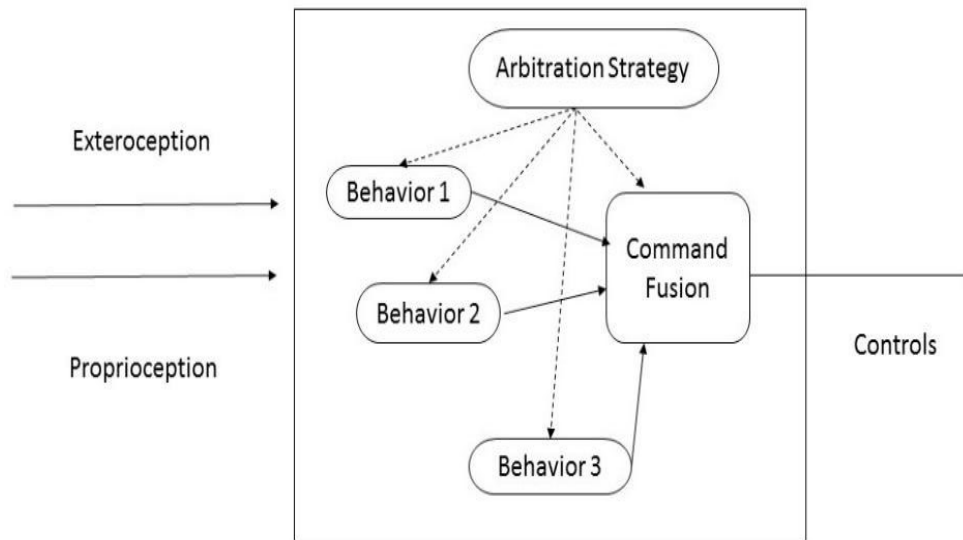 Arbitration Strategy
Exteroception
Behavior 1
Command
Fusion
Behavior 2
Controls
Proprioception
Behavior 3